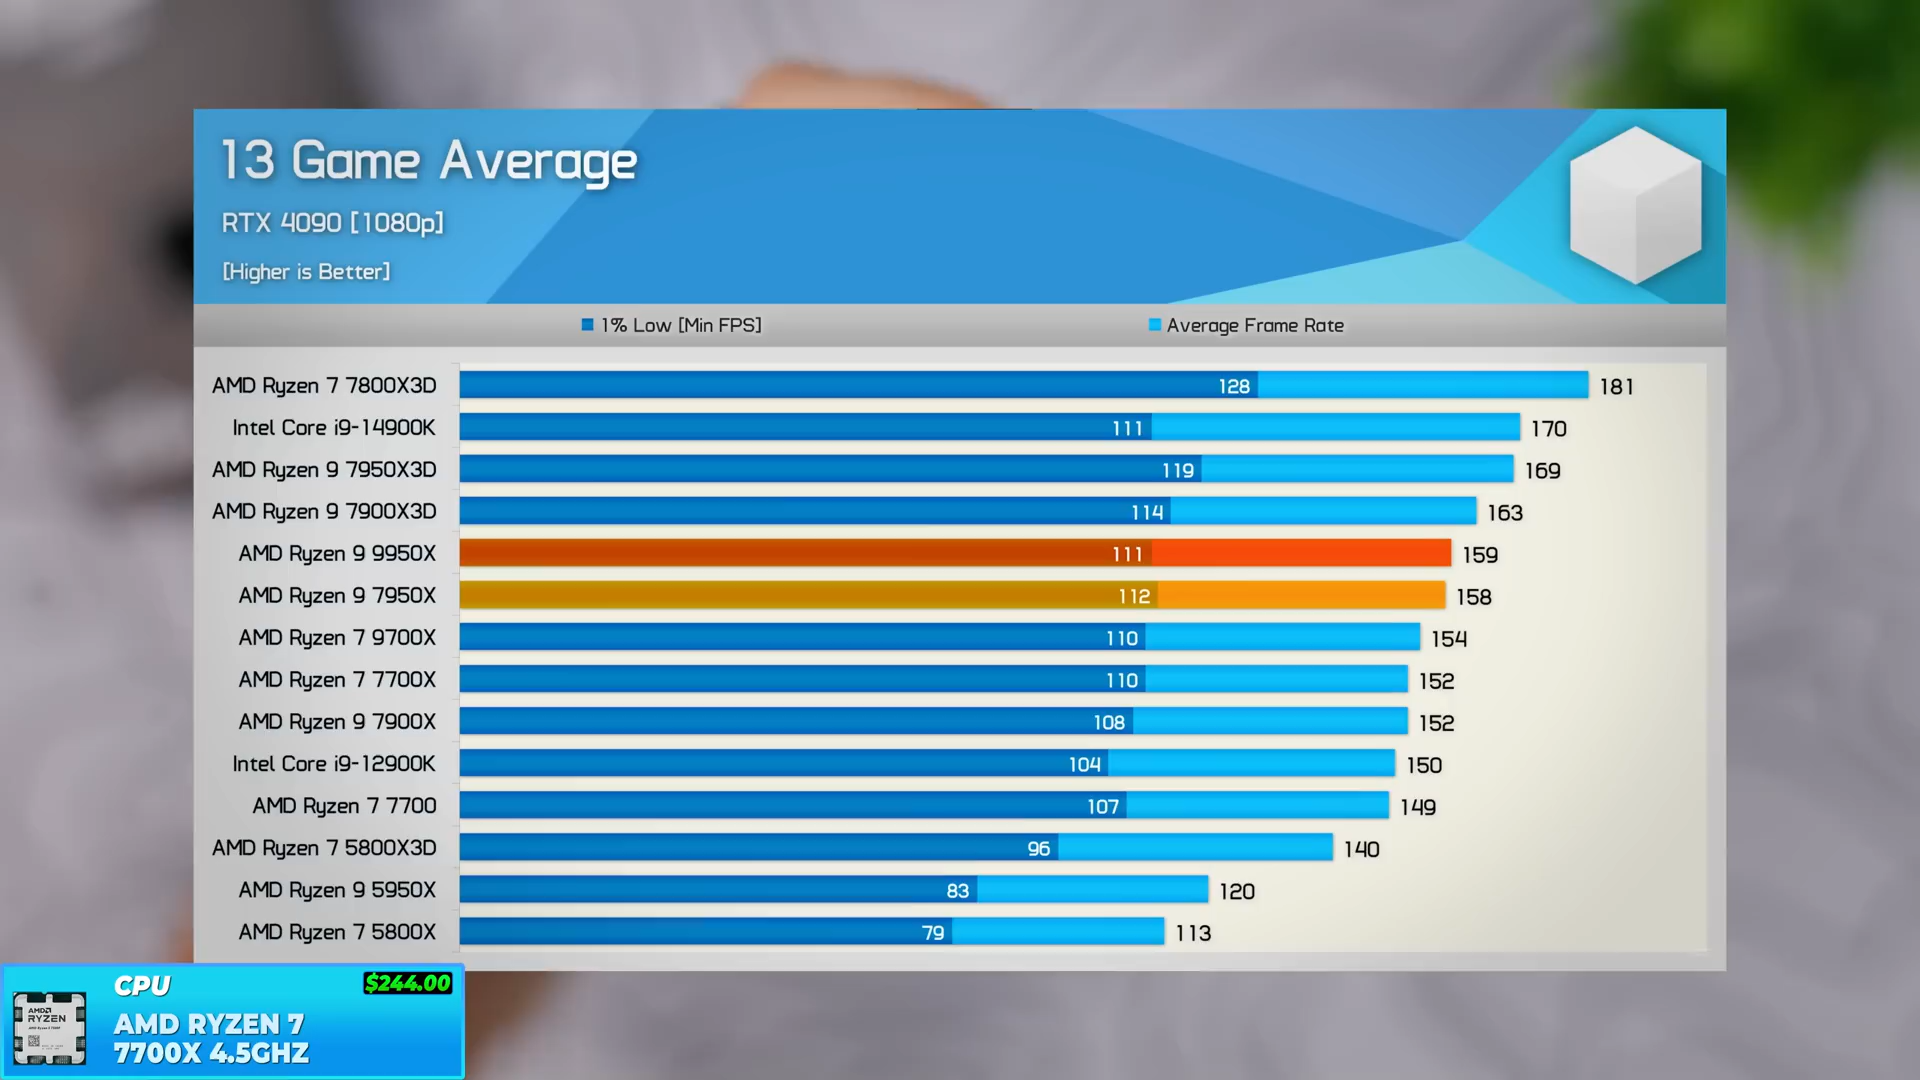 13 Game Average
RTX 4090 [1080p]
[Higher is Better]
1% Low [Min FPS] Average Frame Rate
AMD Ryzen 7 7800X3D 128 181
Intel Core i9-14900K 111 170
AMD Ryzen 9 7950X3D 119 169
AMD Ryzen 9 7900X3D 114 163
AMD Ryzen 9 9950X 111 159
AMD Ryzen 9 7950X 112 158
AMD Ryzen 7 9700X 110 154
AMD Ryzen 7 7700X 110 152
AMD Ryzen 9 7900X 108 152
Intel Core i9-12900K 104 150
AMD Ryzen 7 7700 107 149
AMD Ryzen 7 5800X3D 96 140
AMD Ryzen 9 5950X 83 120
AMD Ryzen 7 5800X 79 113
CPU $244.00
AMD RYZEN 7
7700X 4.5GHZ
AMD
RYZEN